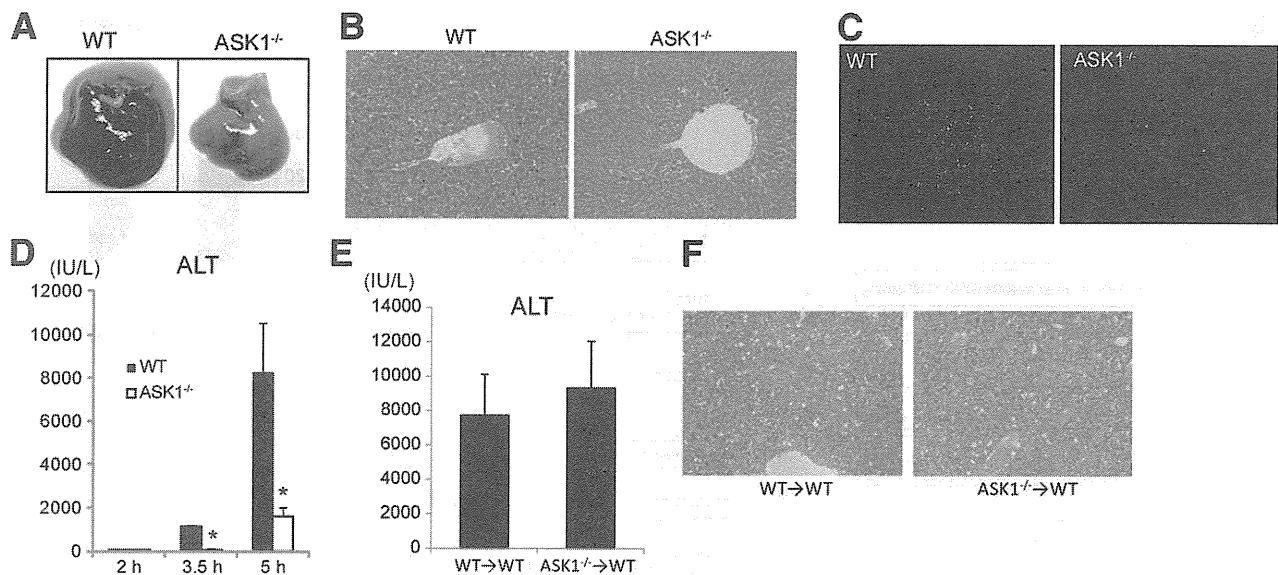 A
WT
ASK1-/-
B
WT
ASK1-/-
C
WT
ASK1-/-
D
(IU/L)
ALT
12000
10000
8000
6000
4000
2000
0
WT
ASK1-/-
*
*
2 h
3.5 h
5 h
E
(IU/L)
ALT
14000
12000
10000
8000
6000
4000
2000
0
WT→WT
ASK1-/-→WT
F
WT→WT
ASK1-/-→WT